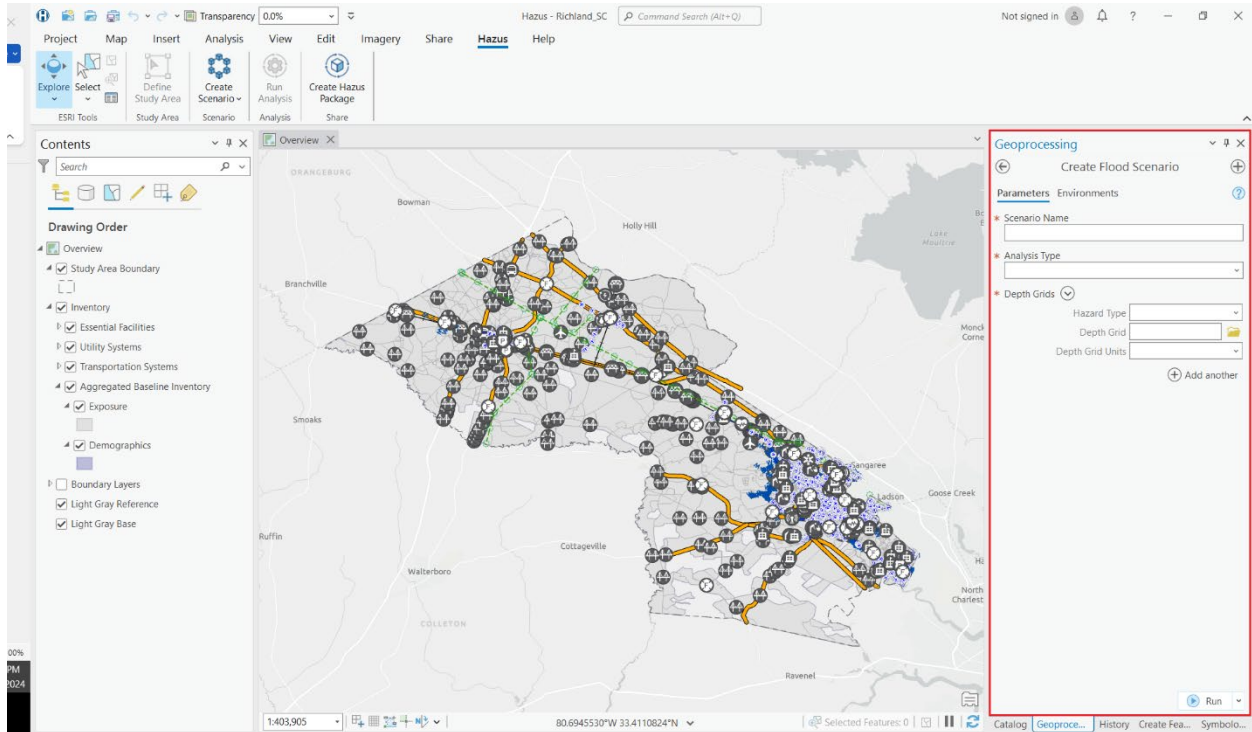 Transparency 0.0%
Hazus - Richland_SC
Command Search (Alt+Q)
Not signed in
?
Project Map Insert Analysis View Edit Imagery Share Hazus Help
Explore Select
Define Study Area
Create Scenario
Run Analysis
Create Hazus Package
ESRI Tools Study Area Scenario Analysis Share
Contents
Search
Drawing Order
Overview
Study Area Boundary
Inventory
Essential Facilities
Utility Systems
Transportation Systems
Aggregated Baseline Inventory
Exposure
Demographics
Boundary Layers
Light Gray Reference
Light Gray Base
00%
PM
2024
Overview
ORANGEBURG
Bowman
Holly Hill
Lake
Moultrie
Branchville
Monck
Corne
Smoaks
Sangaree
Ladson
Goose Creek
Ruffin
Cottageville
Walterboro
North
Charlest
COLLETON
Ravenel
1:403,905
80.6945530°W 33.4110824°N
Selected Features: 0
Geoprocessing
Create Flood Scenario
Parameters Environments
?
* Scenario Name
* Analysis Type
* Depth Grids
Hazard Type
Depth Grid
Depth Grid Units
Add another
Run
Catalog Geoproce... History Create Fea... Symbolo...